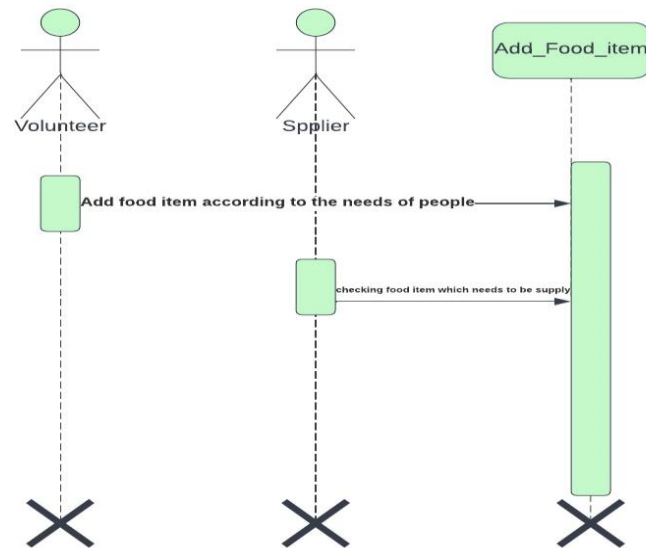 Add_Food_item
Volunteer
Spplier
Add food item according to the needs of people
checking food item which needs to be supply